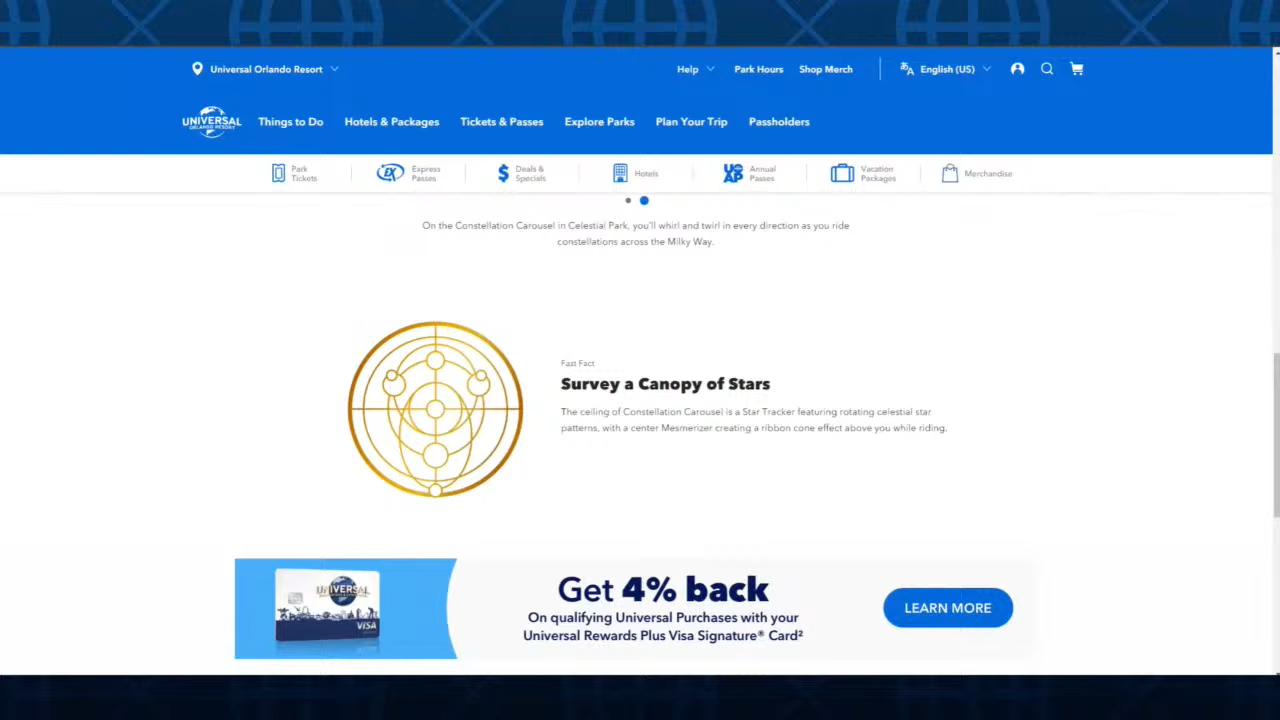 Universal Orlando Resort
Help
Park Hours
Shop Merch
English (US)
UNIVERSAL
ORLANDO RESORT
Things to Do
Hotels & Packages
Tickets & Passes
Explore Parks
Plan Your Trip
Passholders
Park
Tickets
EX
Express
Passes
Deals &
Specials
Hotels
UOAP
Annual
Passes
Vacation
Packages
Merchandise
On the Constellation Carousel in Celestial Park, you'll whirl and twirl in every direction as you ride
constellations across the Milky Way.
Fast Fact
Survey a Canopy of Stars
The ceiling of Constellation Carousel is a Star Tracker featuring rotating celestial star
patterns, with a center Mesmerizer creating a ribbon cone effect above you while riding.
UNIVERSAL
VISA
Get 4% back
On qualifying Universal Purchases with your
Universal Rewards Plus Visa Signature® Card²
LEARN MORE